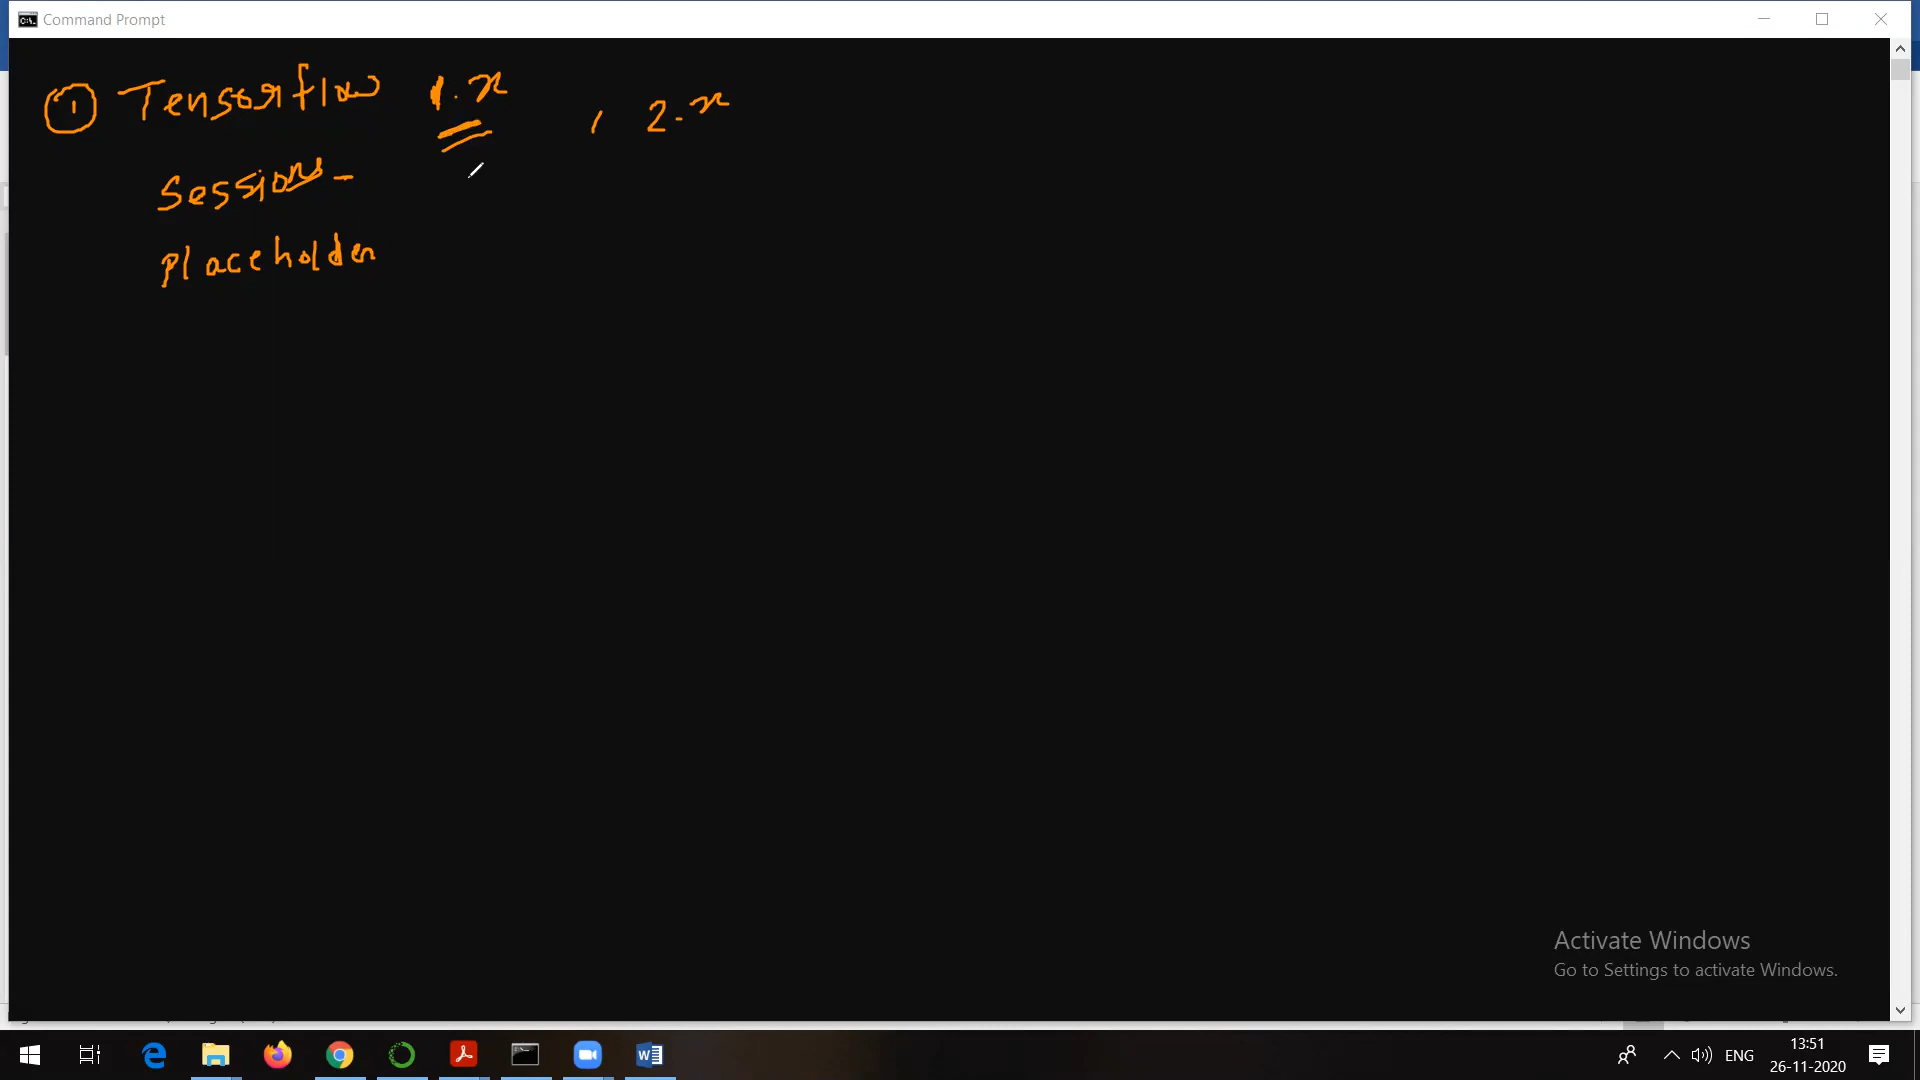 Command Prompt
① Tensorflow 1.x , 2.x
Sessions -
Placeholder
Activate Windows
Go to Settings to activate Windows.
ENG
13:51
26-11-2020